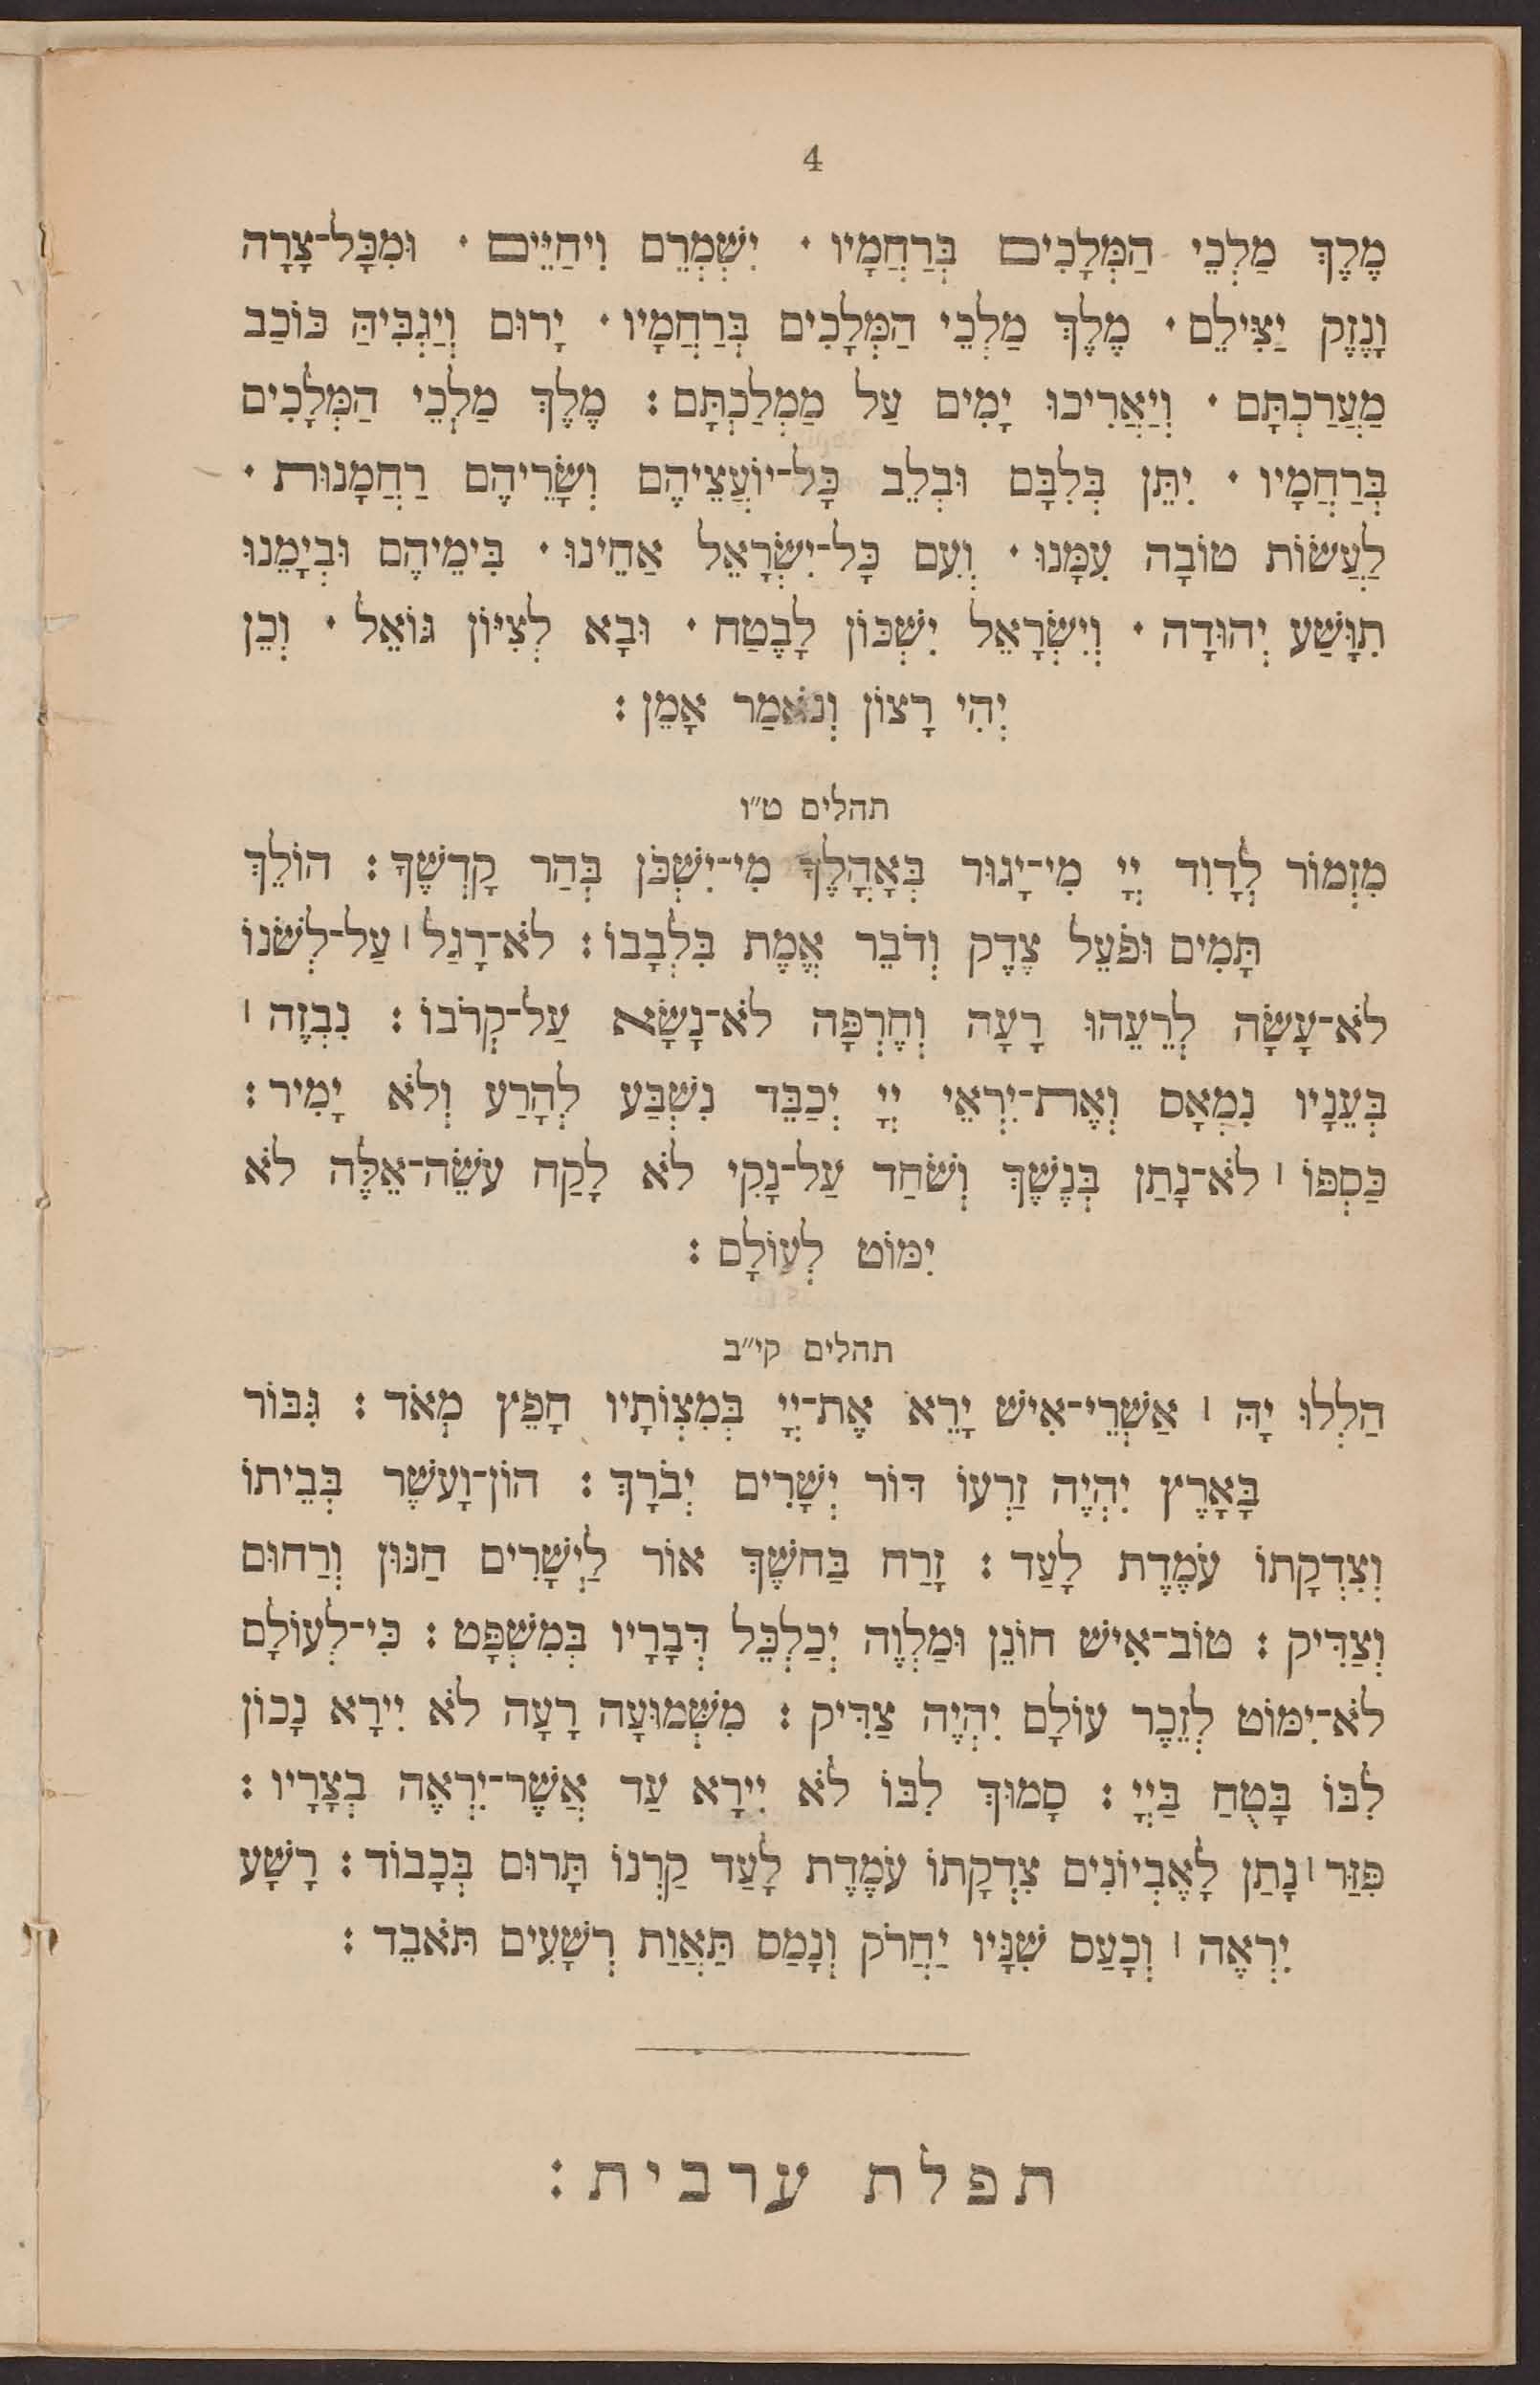 4
מֶלֶךְ מַלְכֵי הַמְּלָכִים בְּרַחֲמָיו · יִשְׁמְרֵם וִיחַיֵּים · וּמִכָּל־צָרָה
וָנֶזֶק יַצִּילֵם · מֶלֶךְ מַלְכֵי הַמְּלָכִים בְּרַחֲמָיו · יָרוּם וְיַגְבִּיהַּ כּוֹכַב
מַעֲרַכְתָּם · וְיַאֲרִיכוּ יָמִים עַל מַמְלַכְתָּם : מֶלֶךְ מַלְכֵי הַמְּלָכִים
בְּרַחֲמָיו · יִתֵּן בְּלִבָּם וּבְלֵב כָּל־יוֹעֲצֵיהֶם וְשָׂרֵיהֶם רַחֲמָנוּת ·
לַעֲשׂוֹת טוֹבָה עִמָּנוּ · וְעִם כָּל־יִשְׂרָאֵל אַחֵינוּ · בִּימֵיהֶם וּבְיָמֵנוּ
תִוָּשַׁע יְהוּדָה · וְיִשְׂרָאֵל יִשְׁכּוֹן לָבֶטַח · וּבָא לְצִיּוֹן גּוֹאֵל · וְכֵן
יְהִי רָצוֹן וְנֹאמַר אָמֵן :
תהלים ט״ו
מִזְמוֹר לְדָוִד יְיָ מִי־יָגוּר בְּאָהֳלֶךָ מִי־יִשְׁכֹּן בְּהַר קָדְשֶׁךָ : הוֹלֵךְ
תָּמִים וּפֹעֵל צֶדֶק וְדֹבֵר אֱמֶת בִּלְבָבוֹ : לֹא־רָגַל ׀ עַל־לְשֹׁנוֹ
לֹא־עָשָׂה לְרֵעֵהוּ רָעָה וְחֶרְפָּה לֹא־נָשָׂא עַל־קְרֹבוֹ : נִבְזֶה ׀
בְּעֵנָיו נִמְאָס וְאֶת־יִרְאֵי יְיָ יְכַבֵּד נִשְׁבַּע לְהָרַע וְלֹא יָמִיר :
כַּסְפּוֹ ׀ לֹא־נָתַן בְּנֶשֶׁךְ וְשֹׁחַד עַל־נָקִי לֹא לָקַח עֹשֵׂה־אֵלֶּה לֹא
יִמּוֹט לְעוֹלָם :
תהלים קי״ב
הַלְלוּ יָהּ ׀ אַשְׁרֵי־אִישׁ יָרֵא אֶת־יְיָ בְּמִצְוֹתָיו חָפֵץ מְאֹד : גִּבּוֹר
בָּאָרֶץ יִהְיֶה זַרְעוֹ דּוֹר יְשָׁרִים יְבֹרָךְ : הוֹן־וָעֹשֶׁר בְּבֵיתוֹ
וְצִדְקָתוֹ עֹמֶדֶת לָעַד : זָרַח בַּחֹשֶׁךְ אוֹר לַיְשָׁרִים חַנּוּן וְרַחוּם
וְצַדִּיק : טוֹב־אִישׁ חוֹנֵן וּמַלְוֶה יְכַלְכֵּל דְּבָרָיו בְּמִשְׁפָּט : כִּי־לְעוֹלָם
לֹא־יִמּוֹט לְזֵכֶר עוֹלָם יִהְיֶה צַדִּיק : מִשְּׁמוּעָה רָעָה לֹא יִירָא נָכוֹן
לִבּוֹ בָּטֻחַ בַּיְיָ : סָמוּךְ לִבּוֹ לֹא יִירָא עַד אֲשֶׁר־יִרְאֶה בְצָרָיו :
פִּזַּר ׀ נָתַן לָאֶבְיוֹנִים צִדְקָתוֹ עֹמֶדֶת לָעַד קַרְנוֹ תָּרוּם בְּכָבוֹד : רָשָׁע
יִרְאֶה ׀ וְכָעַס שִׁנָּיו יַחֲרֹק וְנָמַס תַּאֲוַת רְשָׁעִים תֹּאבֵד :
תפלת ערבית :